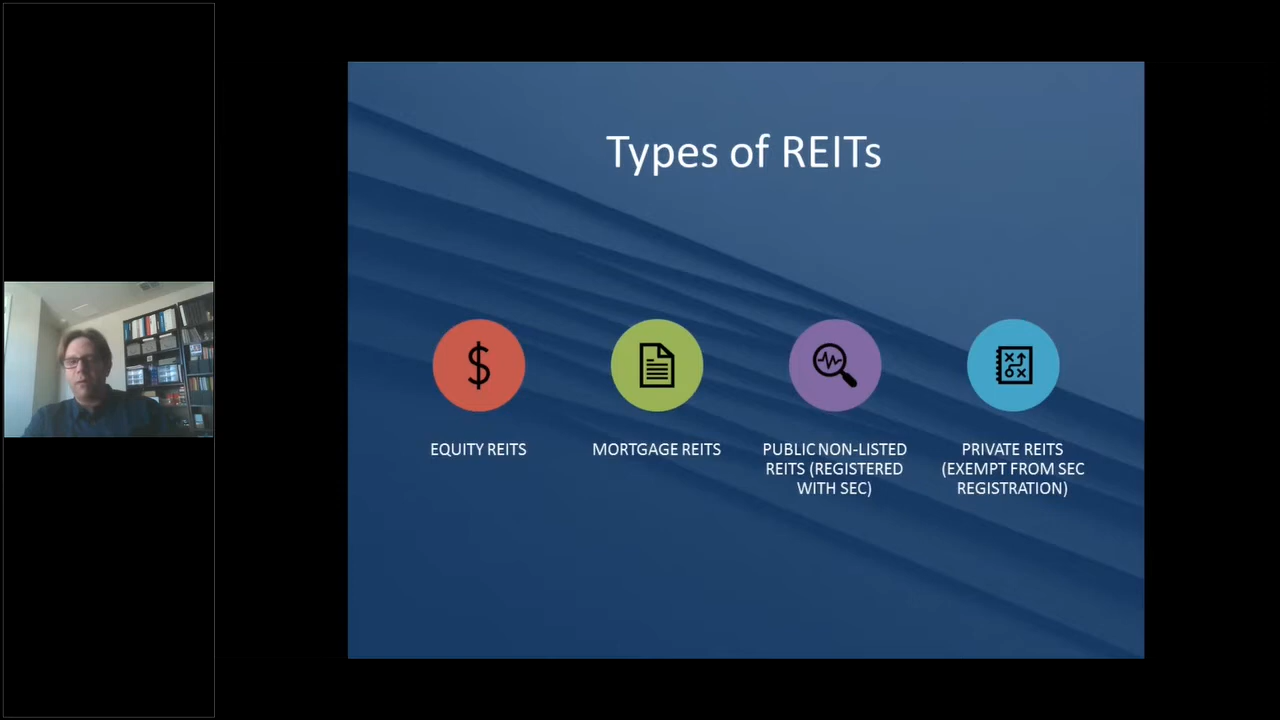 Types of REITs
EQUITY REITS
MORTGAGE REITS
PUBLIC NON-LISTED
REITS (REGISTERED
WITH SEC)
PRIVATE REITS
(EXEMPT FROM SEC
REGISTRATION)